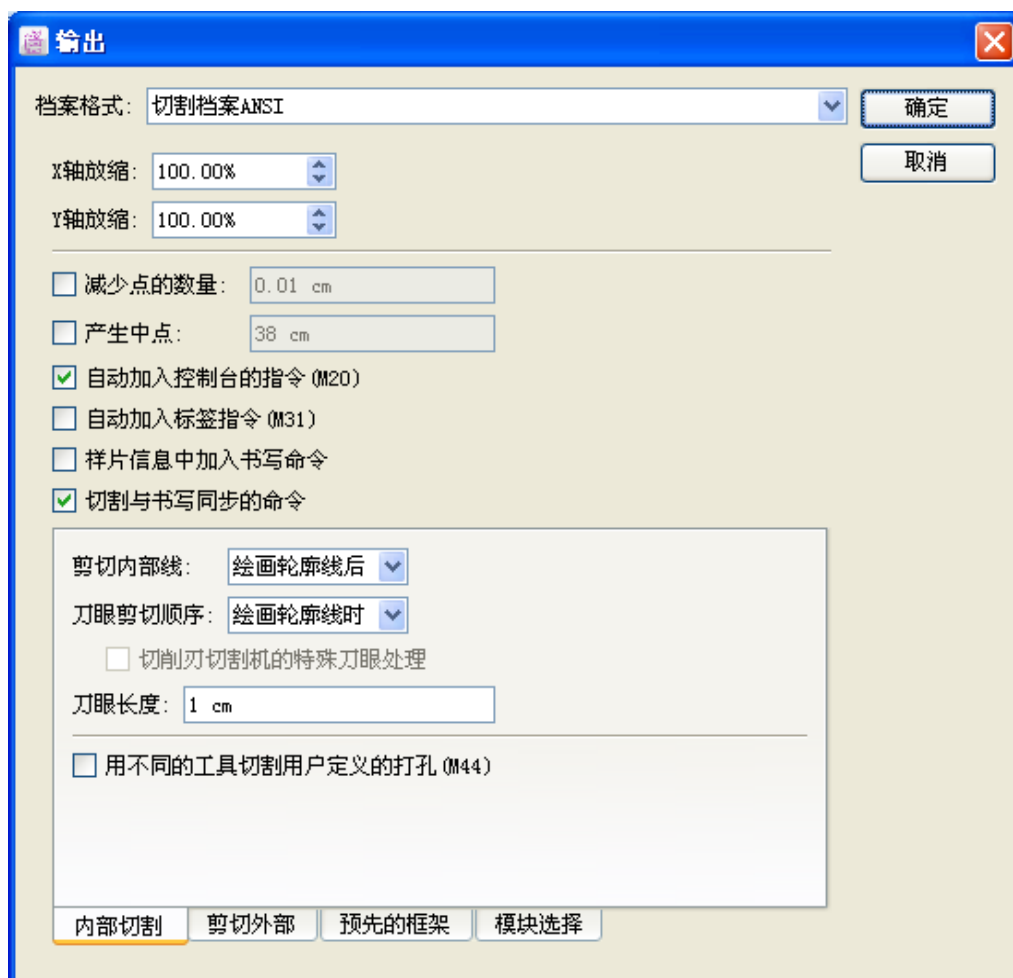 输出
档案格式: 切割档案ANSI
确定
X轴放缩: 100.00%
取消
Y轴放缩: 100.00%
减少点的数量: 0.01 cm
产生中点: 38 cm
自动加入控制台的指令(M20)
自动加入标签指令(M31)
样片信息中加入书写命令
切割与书写同步的命令
剪切内部线: 绘画轮廓线后
刀眼剪切顺序: 绘画轮廓线时
切削刃切割机的特殊刀眼处理
刀眼长度: 1 cm
用不同的工具切割用户定义的打孔(M44)
内部切割 剪切外部 预先的框架 模块选择